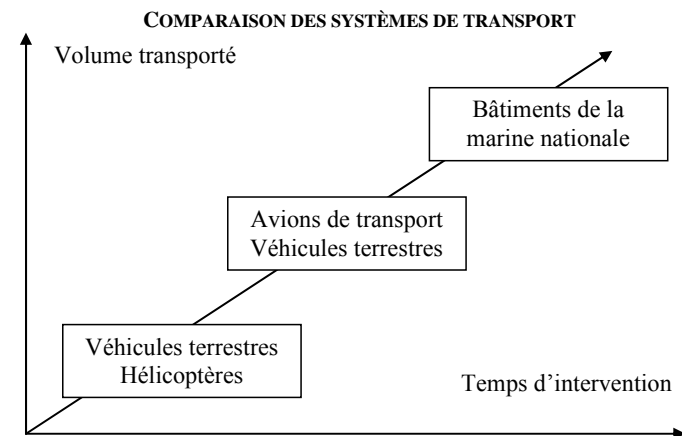 COMPARAISON DES SYSTÈMES DE TRANSPORT
Volume transporté
Bâtiments de la
marine nationale
Avions de transport
Véhicules terrestres
Véhicules terrestres
Hélicoptères
Temps d’intervention